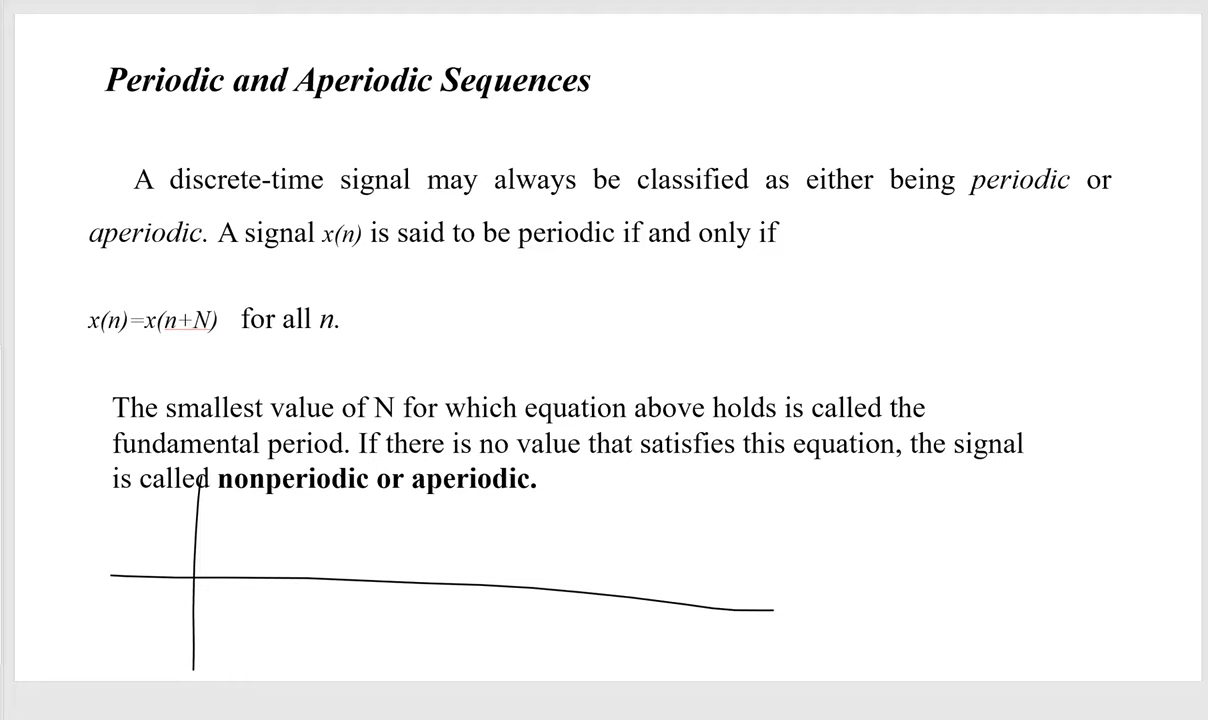 Periodic and Aperiodic Sequences
A discrete-time signal may always be classified as either being periodic or
aperiodic. A signal x(n) is said to be periodic if and only if
x(n)=x(n+N) for all n.
The smallest value of N for which equation above holds is called the
fundamental period. If there is no value that satisfies this equation, the signal
is called nonperiodic or aperiodic.